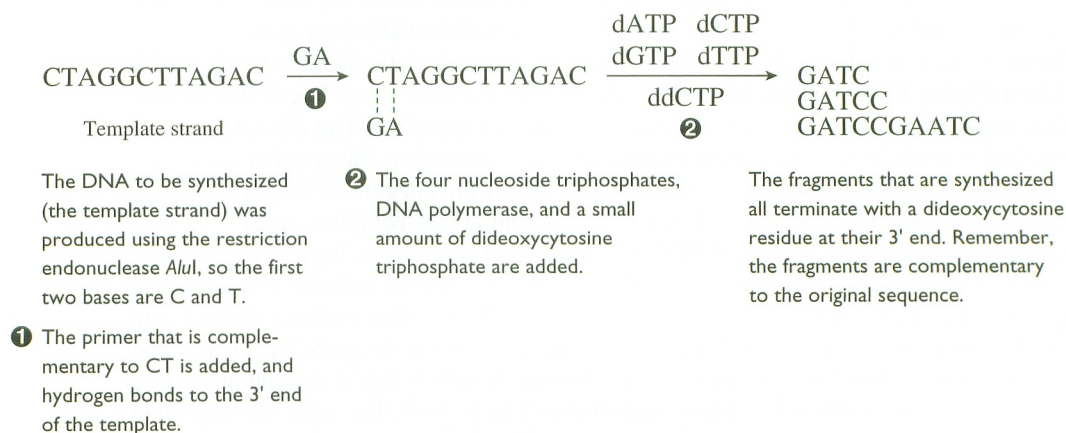 dATP dCTP
GA dGTP dTTP
CTAGGCTTAGAC CTAGGCTTAGAC GATC
❶ ddCTP GATCC
Template strand GA ❷ GATCCGAATC
The DNA to be synthesized
(the template strand) was
produced using the restriction
endonuclease AluI, so the first
two bases are C and T.
❶ The primer that is comple-
mentary to CT is added, and
hydrogen bonds to the 3' end
of the template.
❷ The four nucleoside triphosphates,
DNA polymerase, and a small
amount of dideoxycytosine
triphosphate are added.
The fragments that are synthesized
all terminate with a dideoxycytosine
residue at their 3' end. Remember,
the fragments are complementary
to the original sequence.